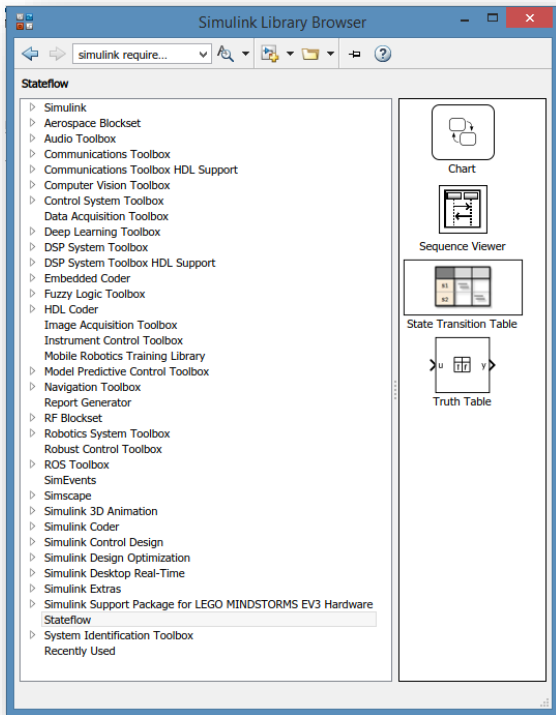 Simulink Library Browser
simulink require...
Stateflow
Simulink
Aerospace Blockset
Audio Toolbox
Communications Toolbox
Communications Toolbox HDL Support
Computer Vision Toolbox
Control System Toolbox
Data Acquisition Toolbox
Deep Learning Toolbox
DSP System Toolbox
DSP System Toolbox HDL Support
Embedded Coder
Fuzzy Logic Toolbox
HDL Coder
Image Acquisition Toolbox
Instrument Control Toolbox
Mobile Robotics Training Library
Model Predictive Control Toolbox
Navigation Toolbox
Report Generator
RF Blockset
Robotics System Toolbox
Robust Control Toolbox
ROS Toolbox
SimEvents
Simscape
Simulink 3D Animation
Simulink Coder
Simulink Control Design
Simulink Design Optimization
Simulink Desktop Real-Time
Simulink Extras
Simulink Support Package for LEGO MINDSTORMS EV3 Hardware
Stateflow
System Identification Toolbox
Recently Used
Chart
Sequence Viewer
S1
S2
State Transition Table
u T F y
Truth Table